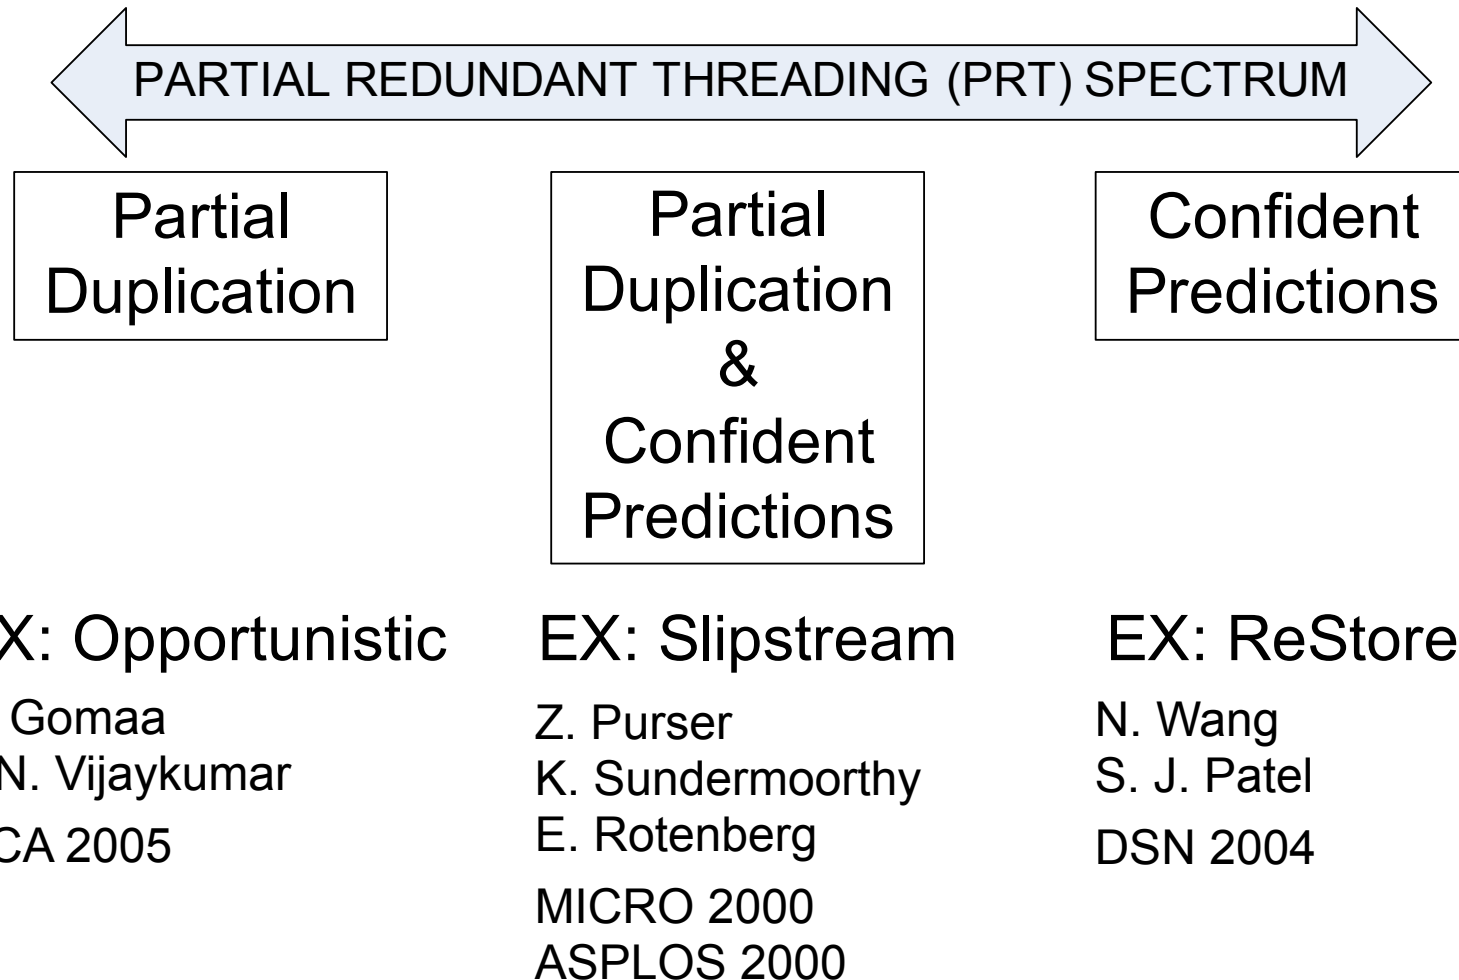 PARTIAL REDUNDANT THREADING (PRT) SPECTRUM
Partial
Duplication
Partial
Duplication
&
Confident
Predictions
Confident
Predictions
X: Opportunistic
Gomaa
N. Vijaykumar
CA 2005
EX: Slipstream
Z. Purser
K. Sundermoorthy
E. Rotenberg
MICRO 2000
ASPLOS 2000
EX: ReStore
N. Wang
S. J. Patel
DSN 2004